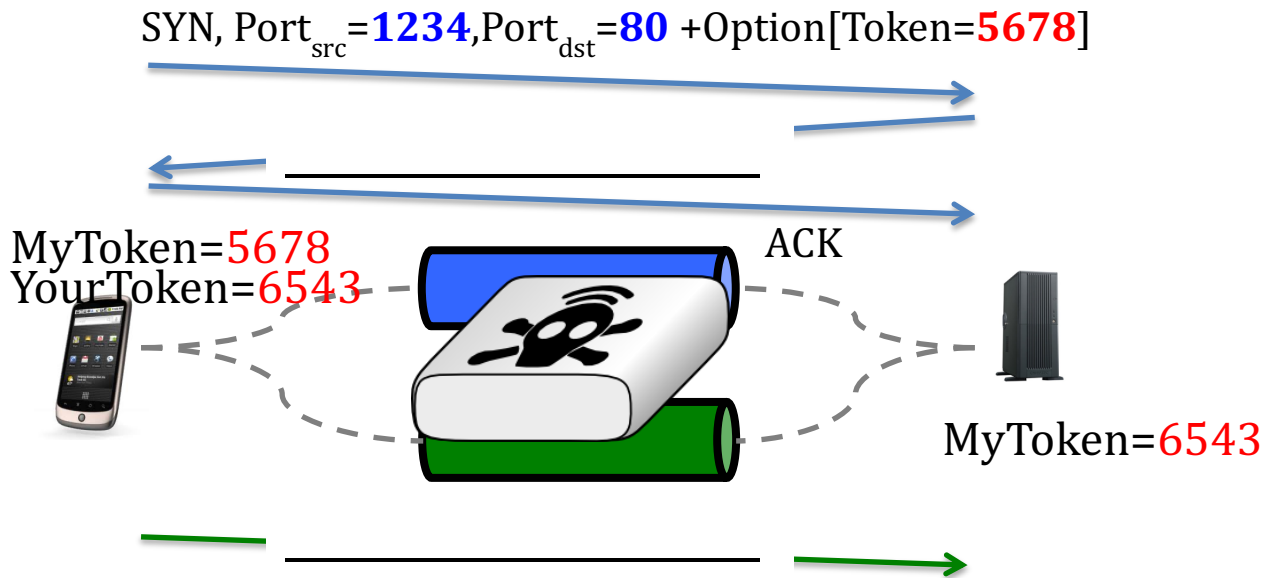 SYN, Portsrc=1234,Portdst=80 +Option[Token=5678]
ACK
MyToken=5678
YourToken=6543
MyToken=6543